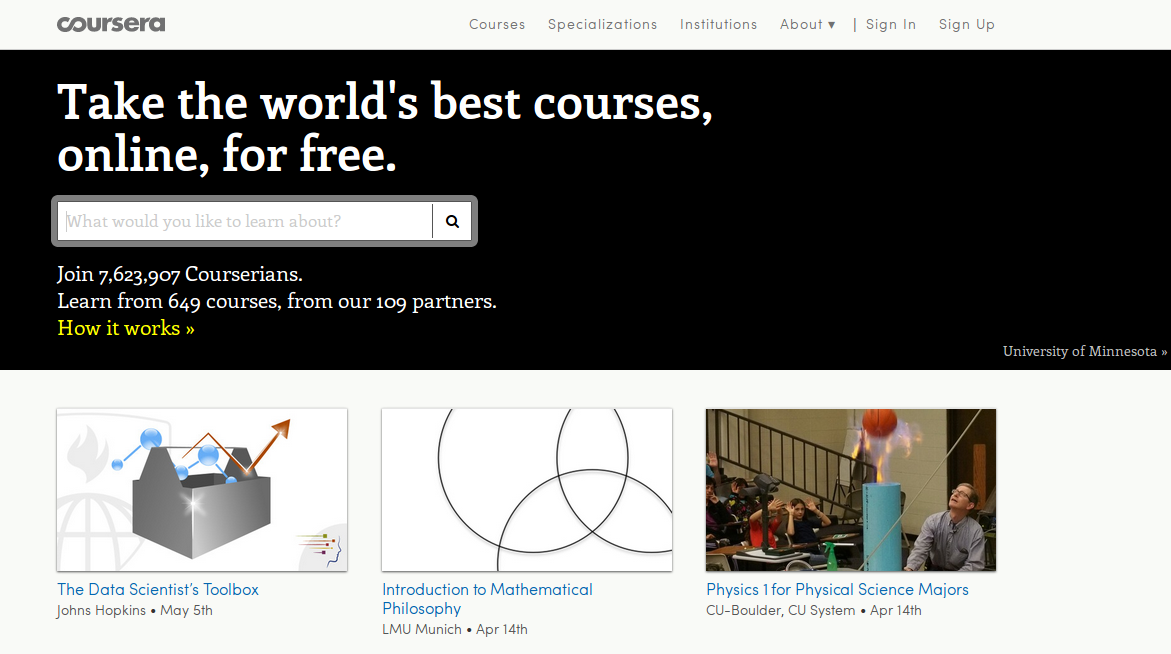 coursera
Courses Specializations Institutions About ▾ | Sign In Sign Up
Take the world's best courses,
online, for free.
What would you like to learn about?
Join 7,623,907 Courserians.
Learn from 649 courses, from our 109 partners.
How it works »
University of Minnesota »
The Data Scientist’s Toolbox
Johns Hopkins • May 5th
Introduction to Mathematical
Philosophy
LMU Munich • Apr 14th
Physics 1 for Physical Science Majors
CU-Boulder, CU System • Apr 14th